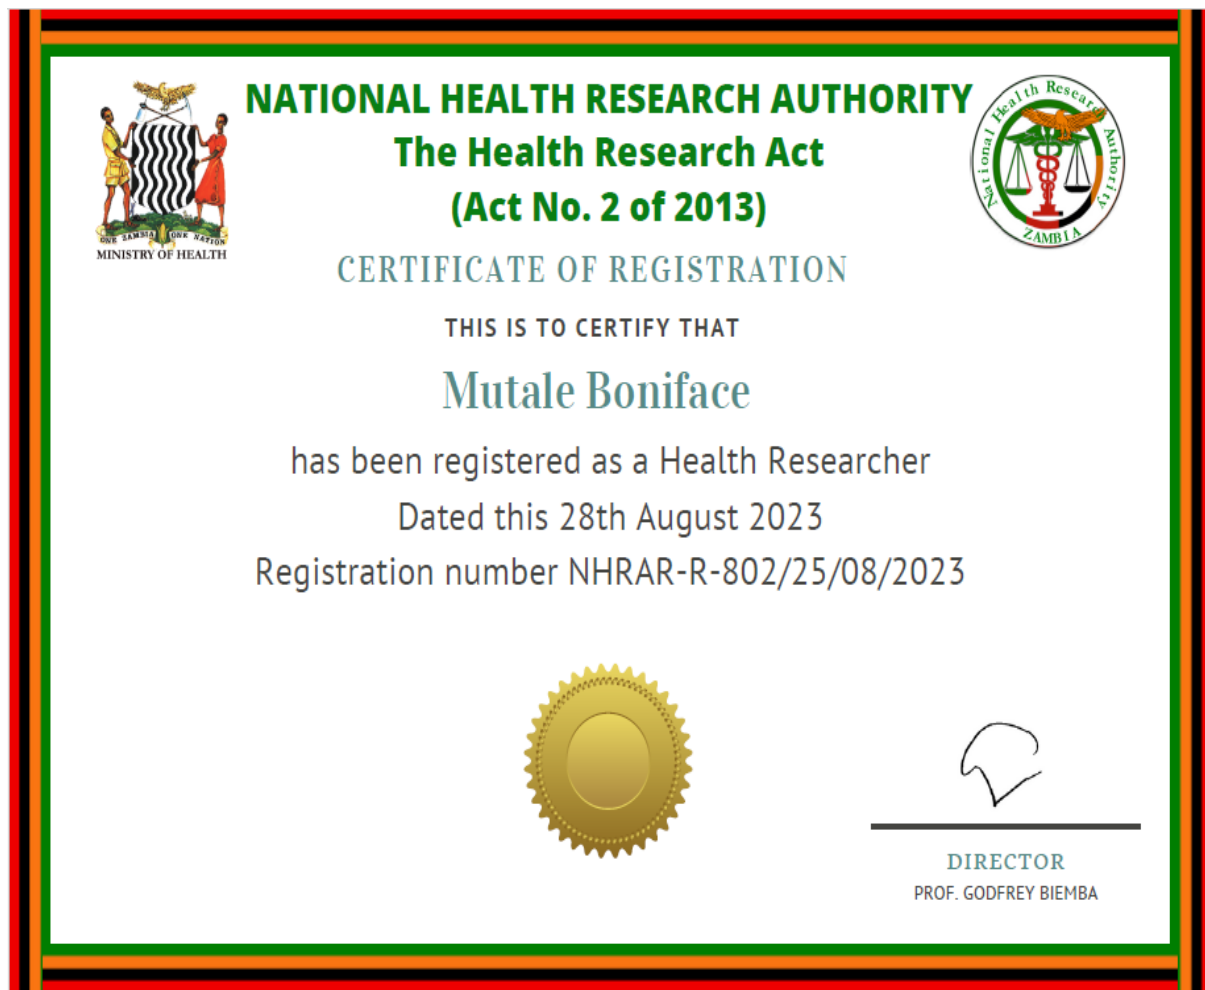 NATIONAL HEALTH RESEARCH AUTHORITY
The Health Research Act
(Act No. 2 of 2013)
ONE ZAMBIA ONE NATION
MINISTRY OF HEALTH
National Health Research Authority
ZAMBIA
CERTIFICATE OF REGISTRATION
THIS IS TO CERTIFY THAT
Mutale Boniface
has been registered as a Health Researcher
Dated this 28th August 2023
Registration number NHRAR-R-802/25/08/2023
DIRECTOR
PROF. GODFREY BIEMBA